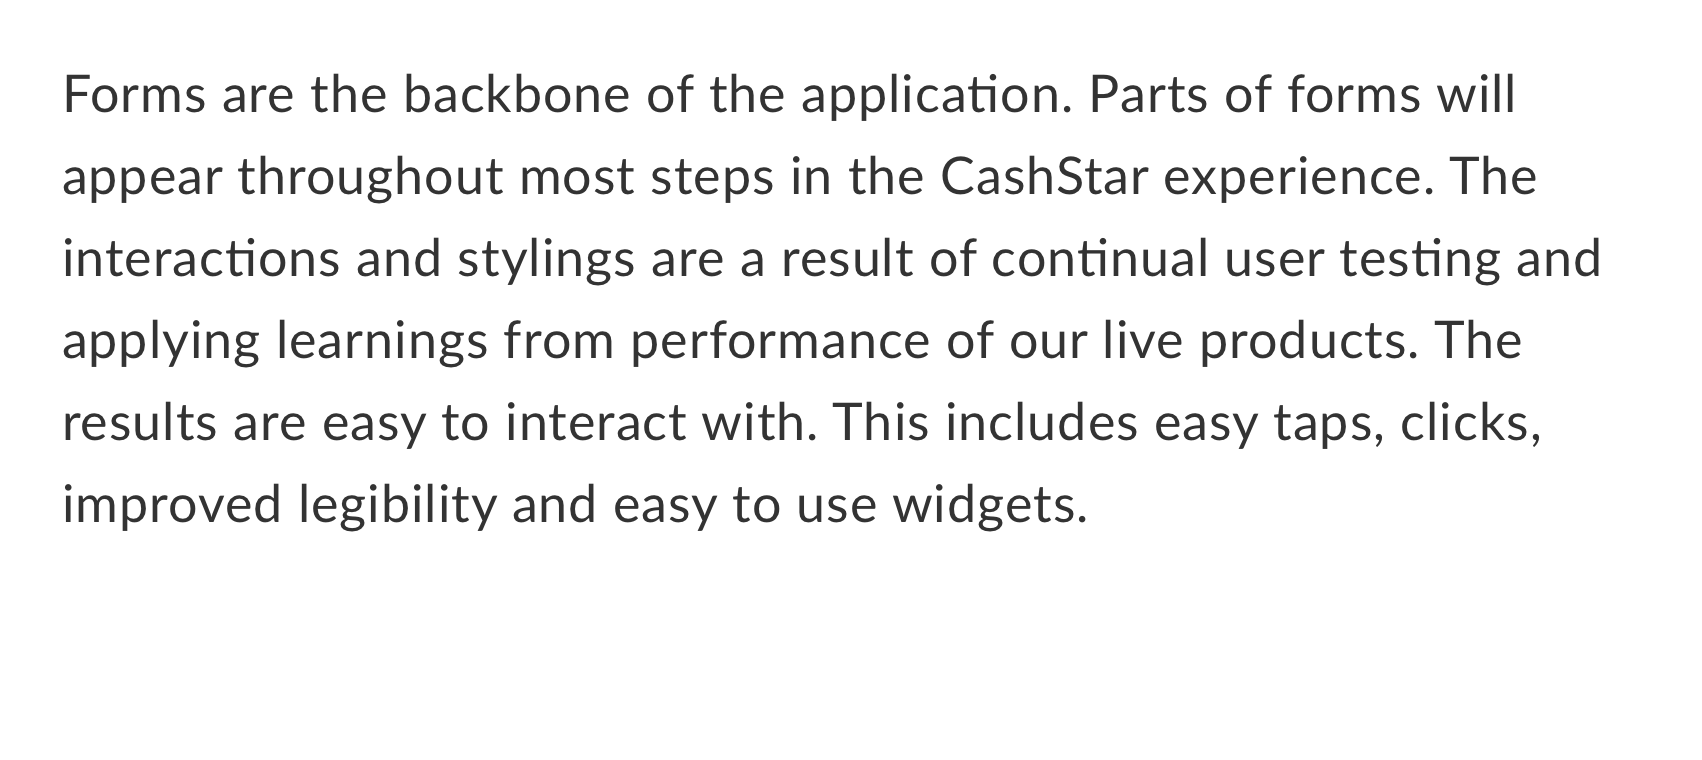 Forms are the backbone of the application. Parts of forms will
appear throughout most steps in the CashStar experience. The
interactions and stylings are a result of continual user testing and
applying learnings from performance of our live products. The
results are easy to interact with. This includes easy taps, clicks,
improved legibility and easy to use widgets.